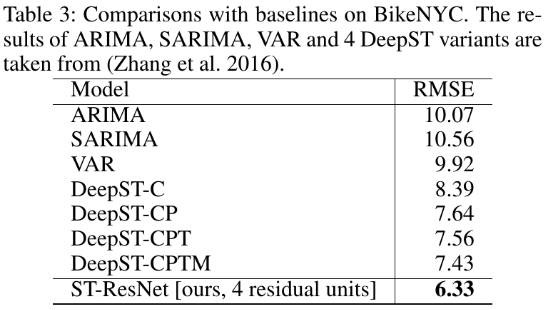 Table 3: Comparisons with baselines on BikeNYC. The re-
sults of ARIMA, SARIMA, VAR and 4 DeepST variants are
taken from (Zhang et al. 2016).
Model RMSE
ARIMA 10.07
SARIMA 10.56
VAR 9.92
DeepST-C 8.39
DeepST-CP 7.64
DeepST-CPT 7.56
DeepST-CPTM 7.43
ST-ResNet [ours, 4 residual units] 6.33